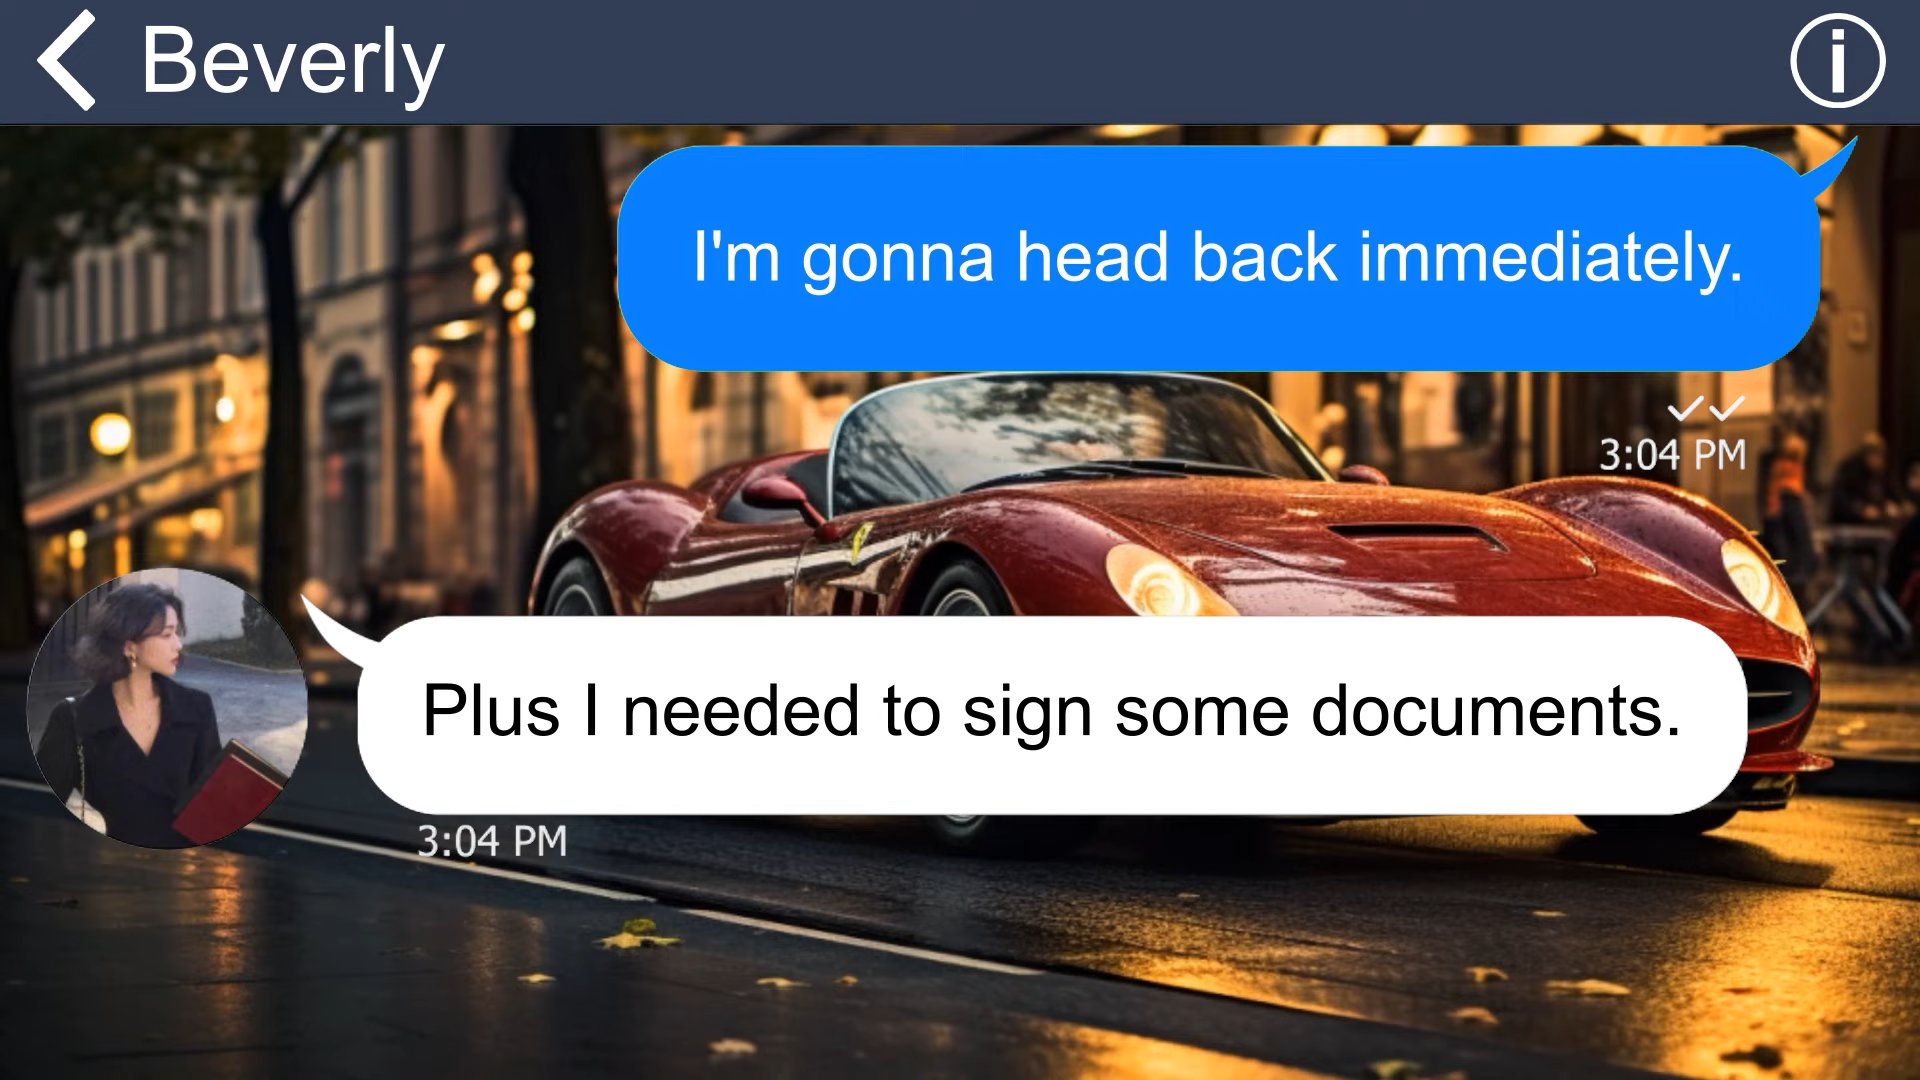 Beverly
I'm gonna head back immediately.
3:04 PM
Plus I needed to sign some documents.
3:04 PM